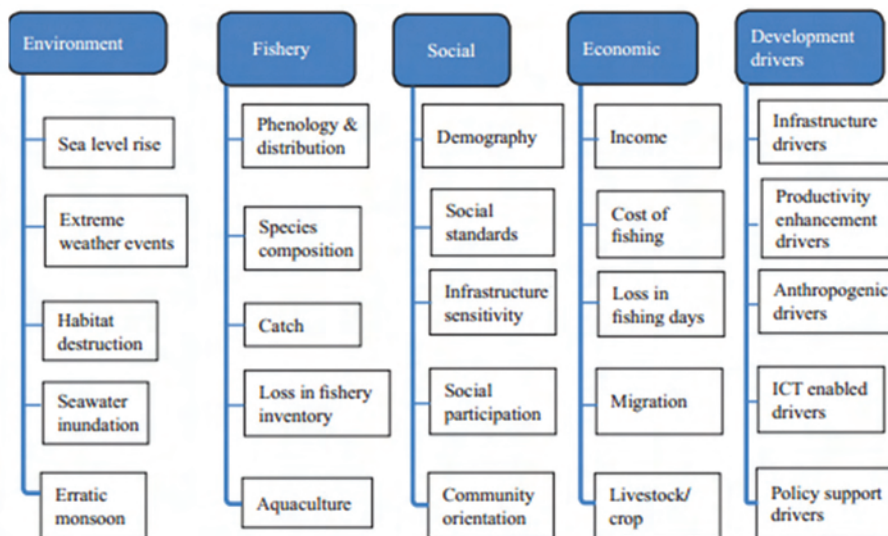 Environment
Sea level rise
Extreme
weather events
Habitat
destruction
Seawater
inundation
Erratic
monsoon
Fishery
Phenology &
distribution
Species
composition
Catch
Loss in fishery
inventory
Aquaculture
Social
Demography
Social
standards
Infrastructure
sensitivity
Social
participation
Community
orientation
Economic
Income
Cost of
fishing
Loss in
fishing days
Migration
Livestock/
crop
Development
drivers
Infrastructure
drivers
Productivity
enhancement
drivers
Anthropogenic
drivers
ICT enabled
drivers
Policy support
drivers